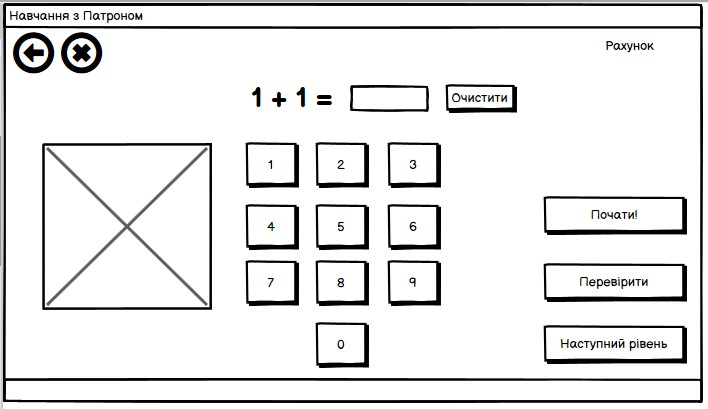 Навчання з Патроном
Рахунок
1 + 1 =
Очистити
1 2 3
4 5 6
7 8 9
0
Почати!
Перевірити
Наступний рівень